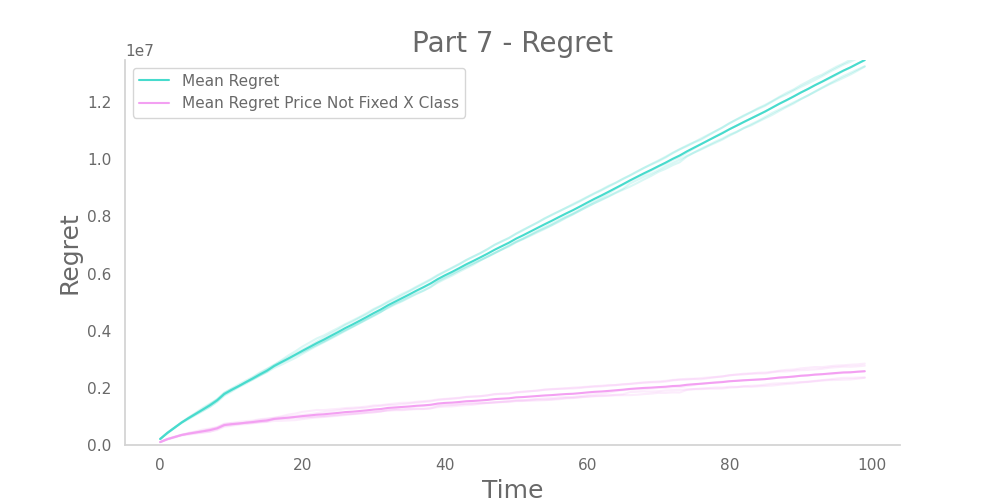 Part 7 - Regret
1e7
Mean Regret
Mean Regret Price Not Fixed X Class
1.2
1.0
0.8
0.6
0.4
0.2
0.0
Regret
0 20 40 60 80 100
Time